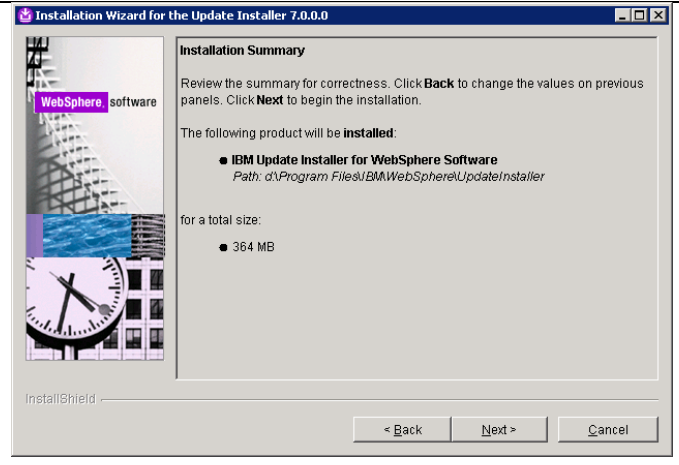 Installation Wizard for the Update Installer 7.0.0.0
WebSphere. software
Installation Summary
Review the summary for correctness. Click Back to change the values on previous
panels. Click Next to begin the installation.
The following product will be installed:
IBM Update Installer for WebSphere Software
Path: d:\Program Files\IBM\WebSphere\UpdateInstaller
for a total size:
364 MB
InstallShield
< Back
Next >
Cancel